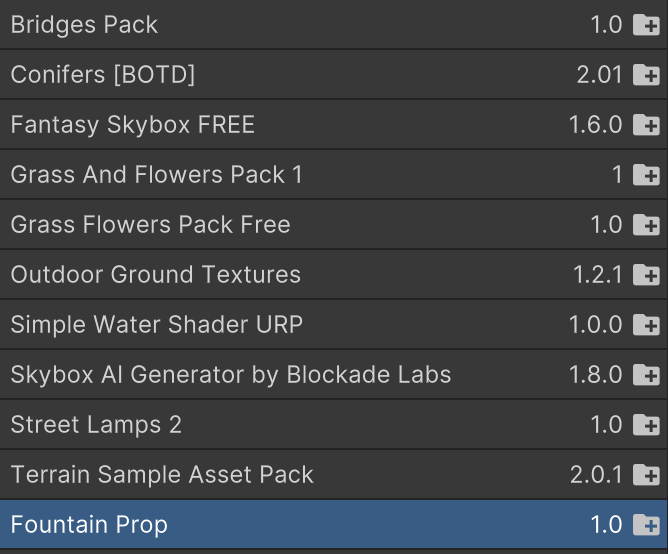 Bridges Pack 1.0
Conifers [BOTD] 2.01
Fantasy Skybox FREE 1.6.0
Grass And Flowers Pack 1 1
Grass Flowers Pack Free 1.0
Outdoor Ground Textures 1.2.1
Simple Water Shader URP 1.0.0
Skybox AI Generator by Blockade Labs 1.8.0
Street Lamps 2 1.0
Terrain Sample Asset Pack 2.0.1
Fountain Prop 1.0